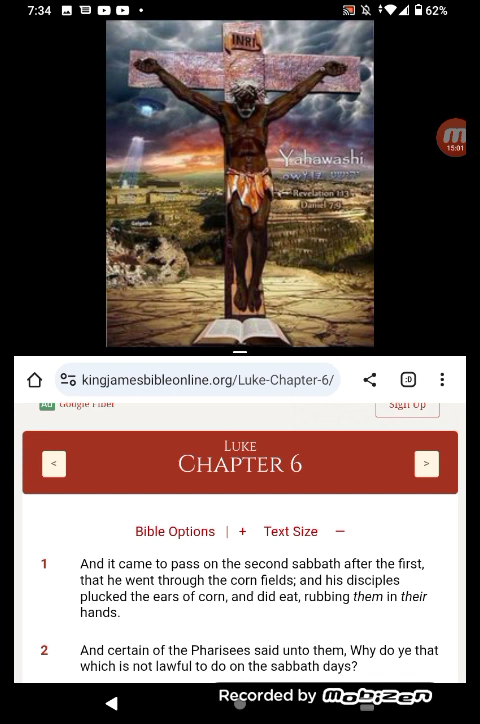 7:34
62%
INRI
Yahawashi
Revelation 1:13
Daniel 7:9
Golgotha
15:01
kingjamesbibleonline.org/Luke-Chapter-6/
:D
Ad Google Fiber
Sign Up
LUKE
< CHAPTER 6 >
Bible Options | + Text Size −
1 And it came to pass on the second sabbath after the first,
that he went through the corn fields; and his disciples
plucked the ears of corn, and did eat, rubbing them in their
hands.
2 And certain of the Pharisees said unto them, Why do ye that
which is not lawful to do on the sabbath days?
Recorded by Mobizen